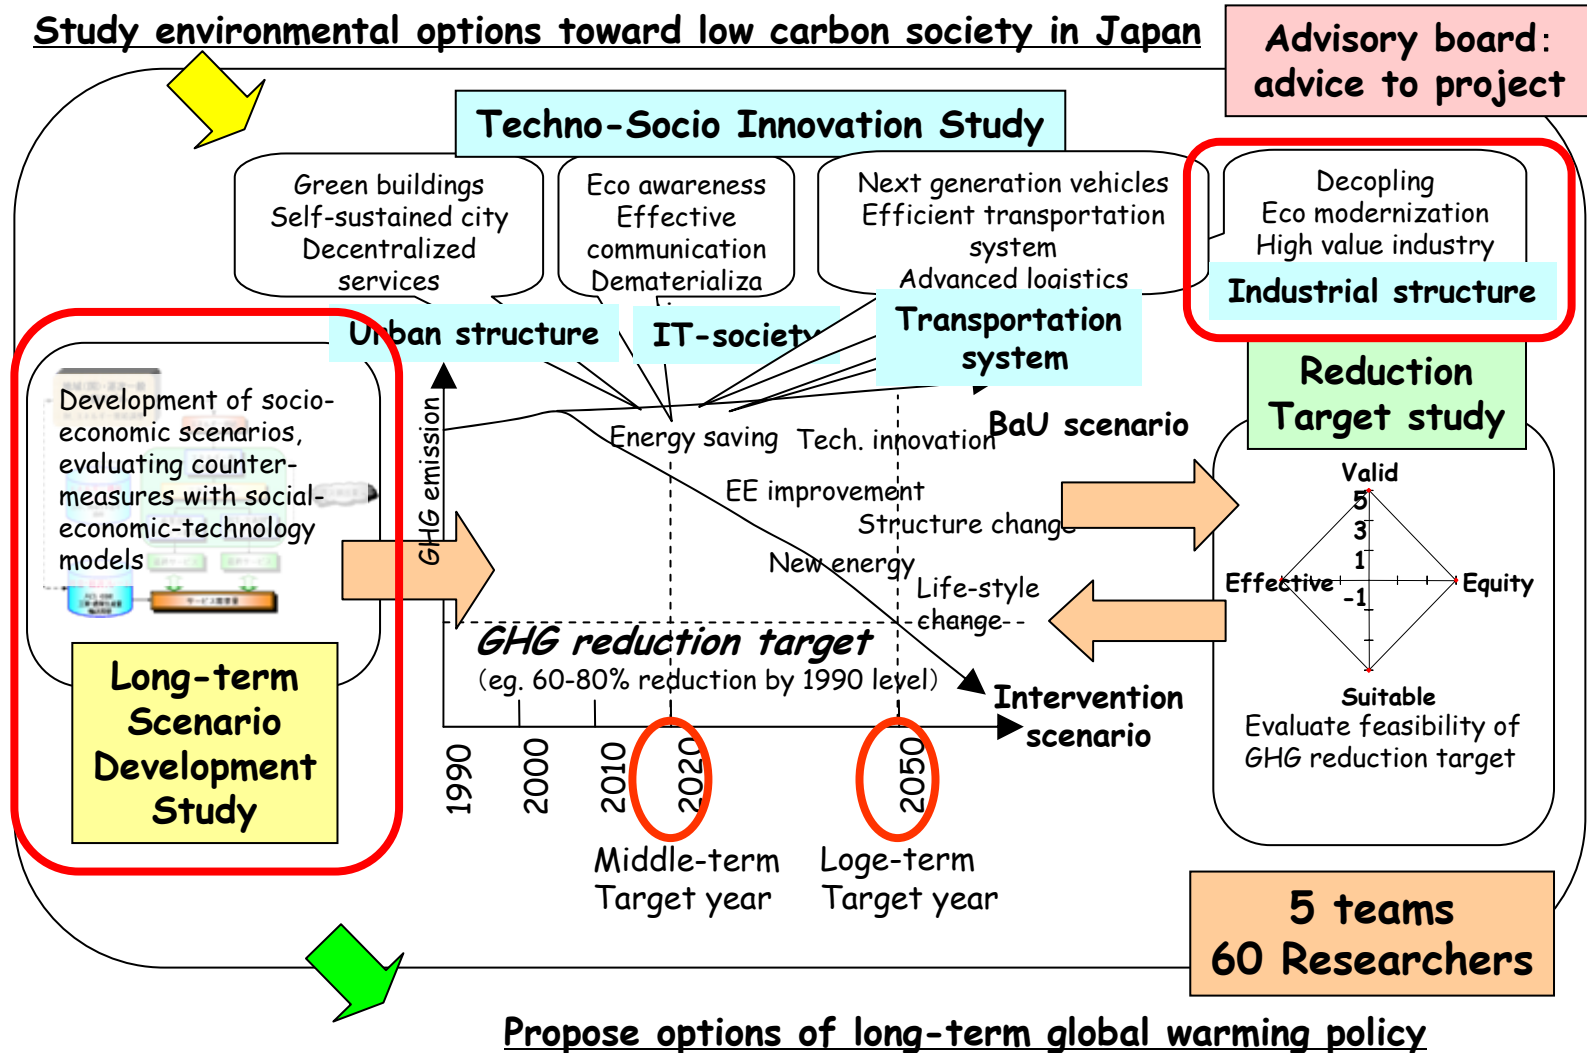 Study environmental options toward low carbon society in Japan
Advisory board:
advice to project
Techno-Socio Innovation Study
Green buildings
Self-sustained city
Decentralized
services
Eco awareness
Effective
communication
Dematerializa
Next generation vehicles
Efficient transportation
system
Advanced logistics
Decopling
Eco modernization
High value industry
Urban structure
IT-society
Transportation
system
Industrial structure
Development of socio-
economic scenarios,
evaluating counter-
measures with social-
economic-technology
models
サービス需要量
Long-term
Scenario
Development
Study
GHG emission
Energy saving
Tech. innovation
BaU scenario
EE improvement
Structure change
New energy
Life-style
change
GHG reduction target
(eg. 60-80% reduction by 1990 level)
Intervention
scenario
1990
2000
2010
2020
2050
Middle-term
Target year
Loge-term
Target year
Reduction
Target study
Valid
5
3
1
-1
Effective
Equity
Suitable
Evaluate feasibility of
GHG reduction target
5 teams
60 Researchers
Propose options of long-term global warming policy